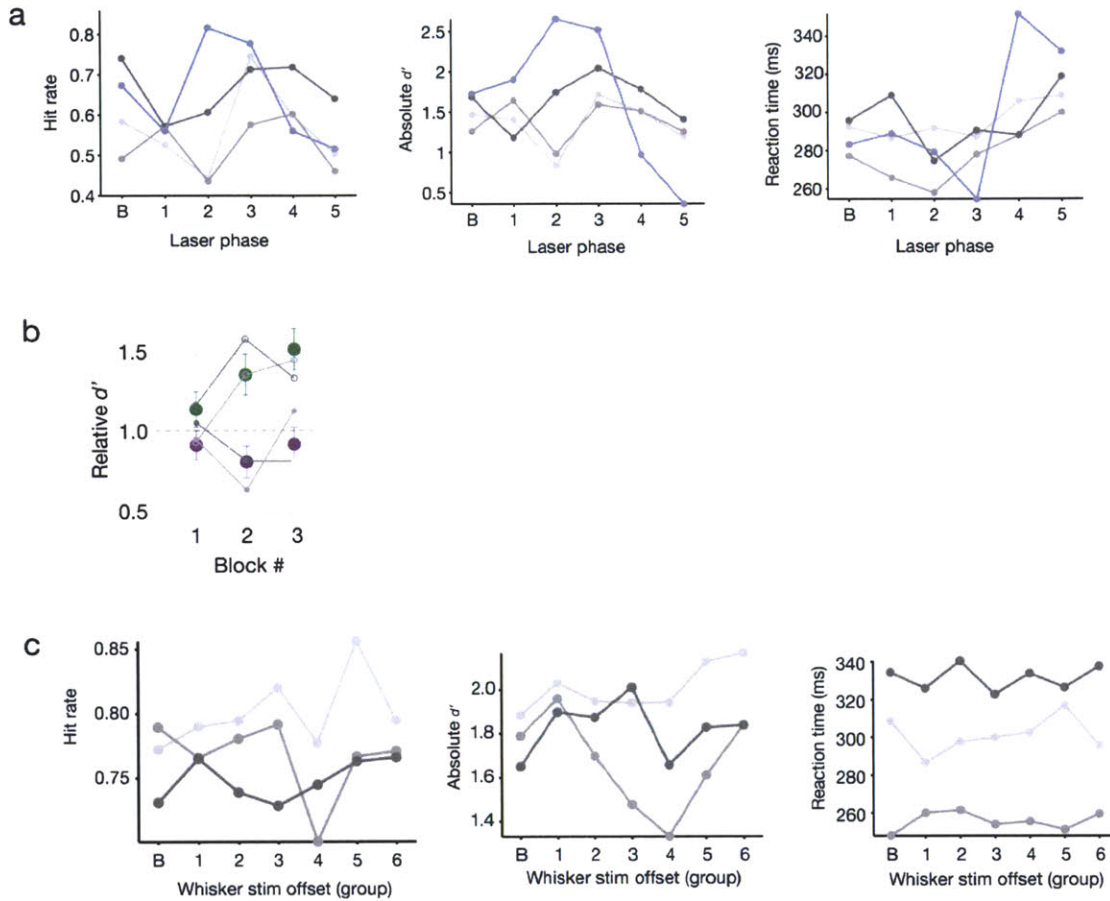 a
Hit rate
0.8
0.7
0.6
0.5
0.4
B 1 2 3 4 5
Laser phase
Absolute d'
2.5
2
1.5
1
0.5
B 1 2 3 4 5
Laser phase
Reaction time (ms)
340
320
300
280
260
B 1 2 3 4 5
Laser phase
b
Relative d'
1.5
1.0
0.5
1 2 3
Block #
c
Hit rate
0.85
0.80
0.75
B 1 2 3 4 5 6
Whisker stim offset (group)
Absolute d'
2.0
1.8
1.6
1.4
B 1 2 3 4 5 6
Whisker stim offset (group)
Reaction time (ms)
340
320
300
280
260
B 1 2 3 4 5 6
Whisker stim offset (group)